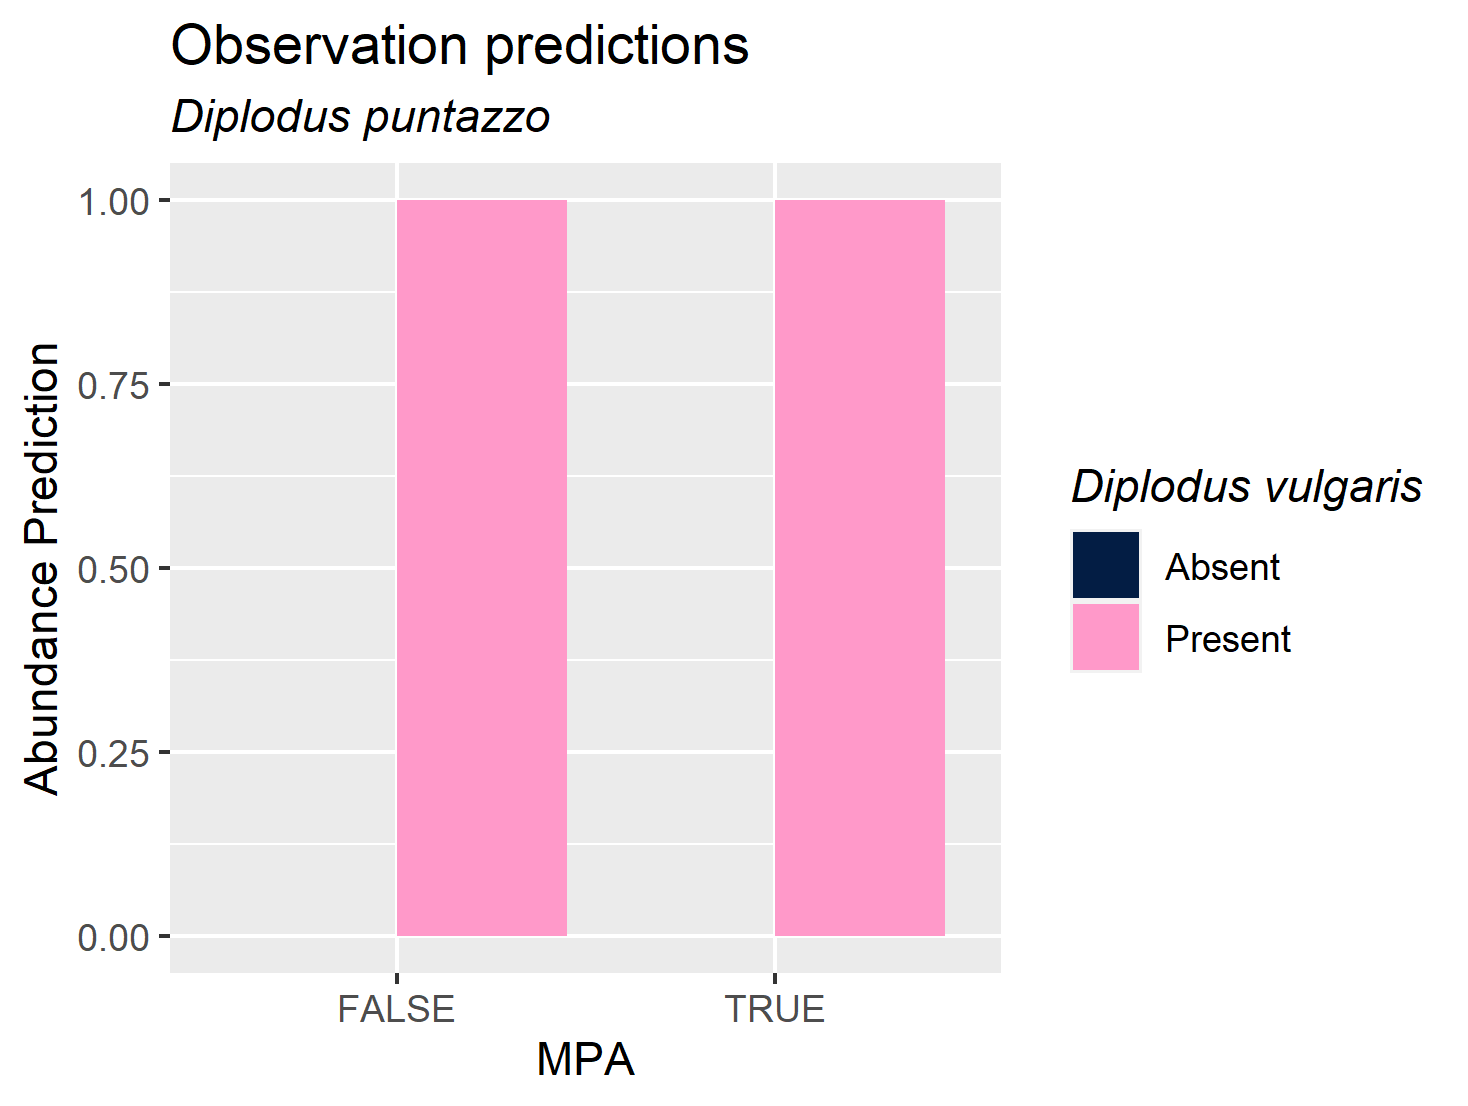 Observation predictions
Diplodus puntazzo
Abundance Prediction
1.00
0.75
0.50
0.25
0.00
FALSE
TRUE
MPA
Diplodus vulgaris
Absent
Present